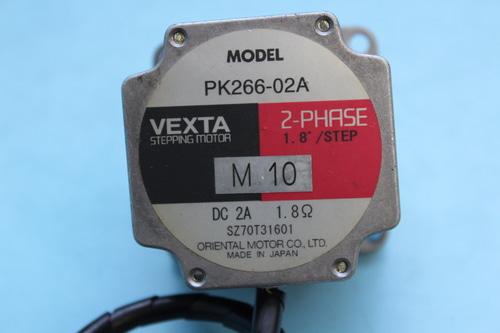 MODEL
PK266-02A
VEXTA
STEPPING MOTOR
2-PHASE
1.8°/STEP
M 10
DC 2A 1.8Ω
SZ70T31601
ORIENTAL MOTOR CO., LTD.
MADE IN JAPAN